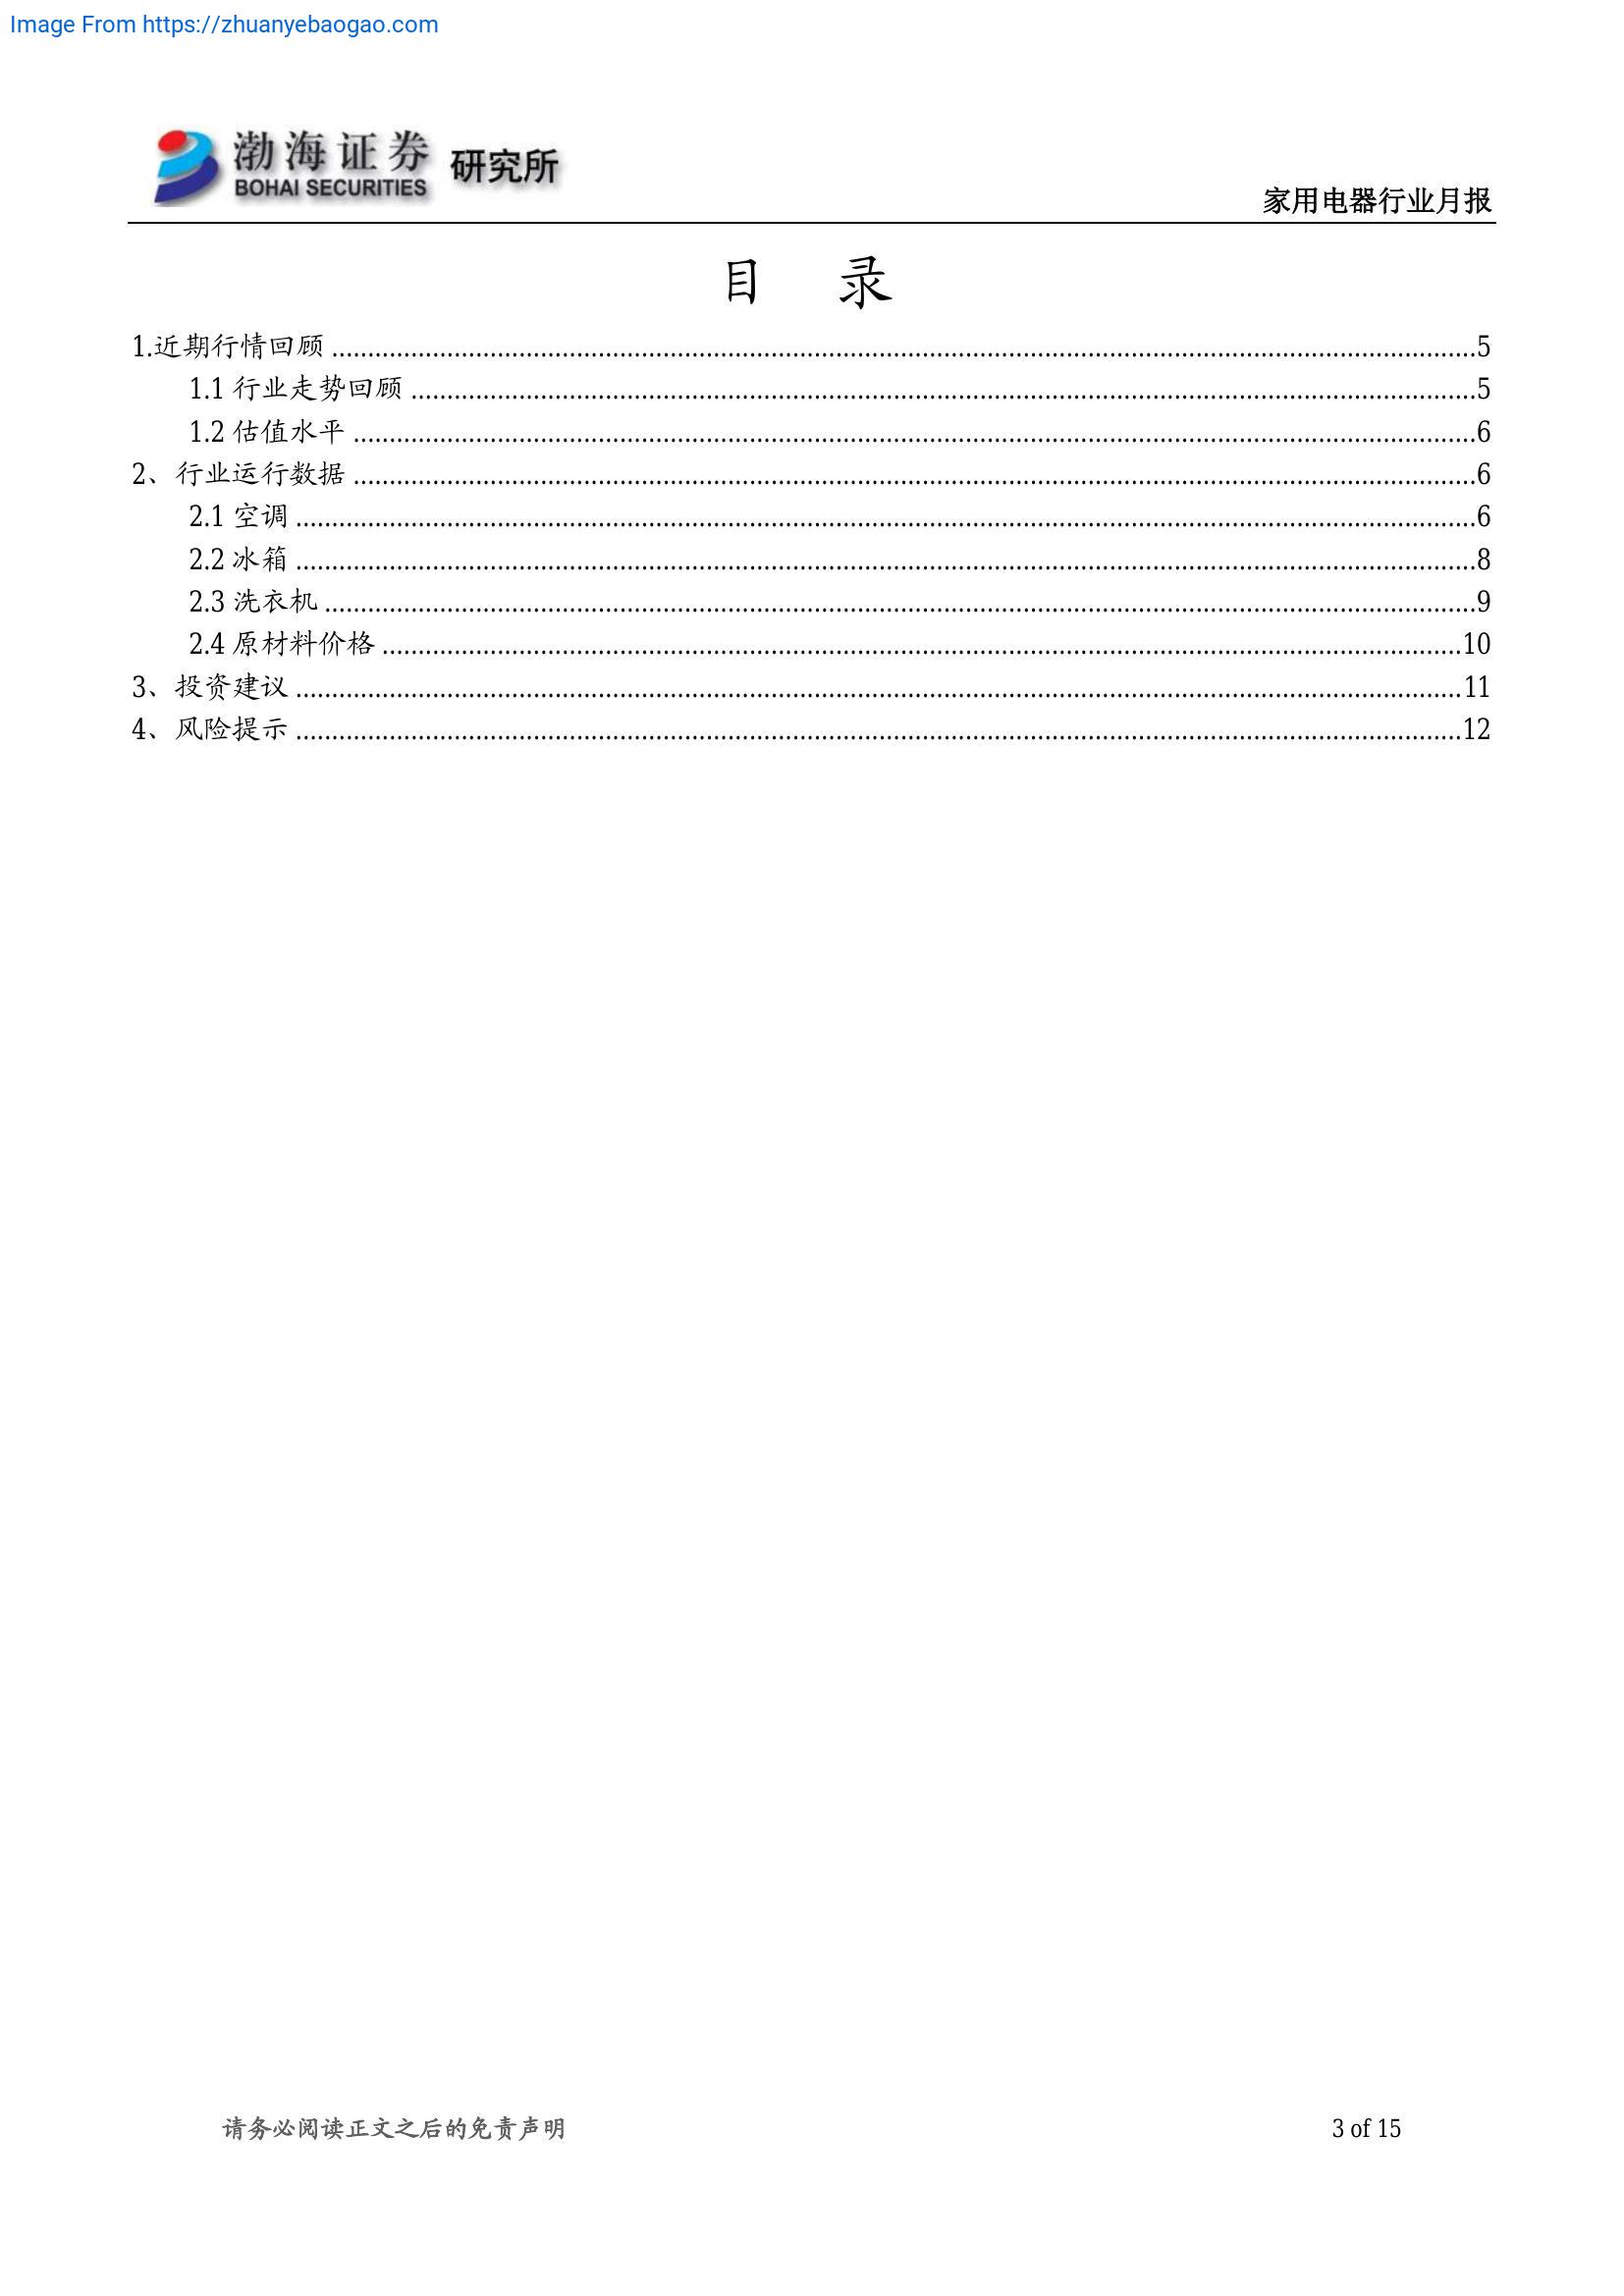 Image From https://zhuanyebaogao.com
渤海证券 研究所
BOHAI SECURITIES
家用电器行业月报
目 录
1.近期行情回顾 ........ 5
1.1 行业走势回顾 ........ 5
1.2 估值水平 ........ 6
2、行业运行数据 ........ 6
2.1 空调 ........ 6
2.2 冰箱 ........ 8
2.3 洗衣机 ........ 9
2.4 原材料价格 ........ 10
3、投资建议 ........ 11
4、风险提示 ........ 12
请务必阅读正文之后的免责声明 3 of 15